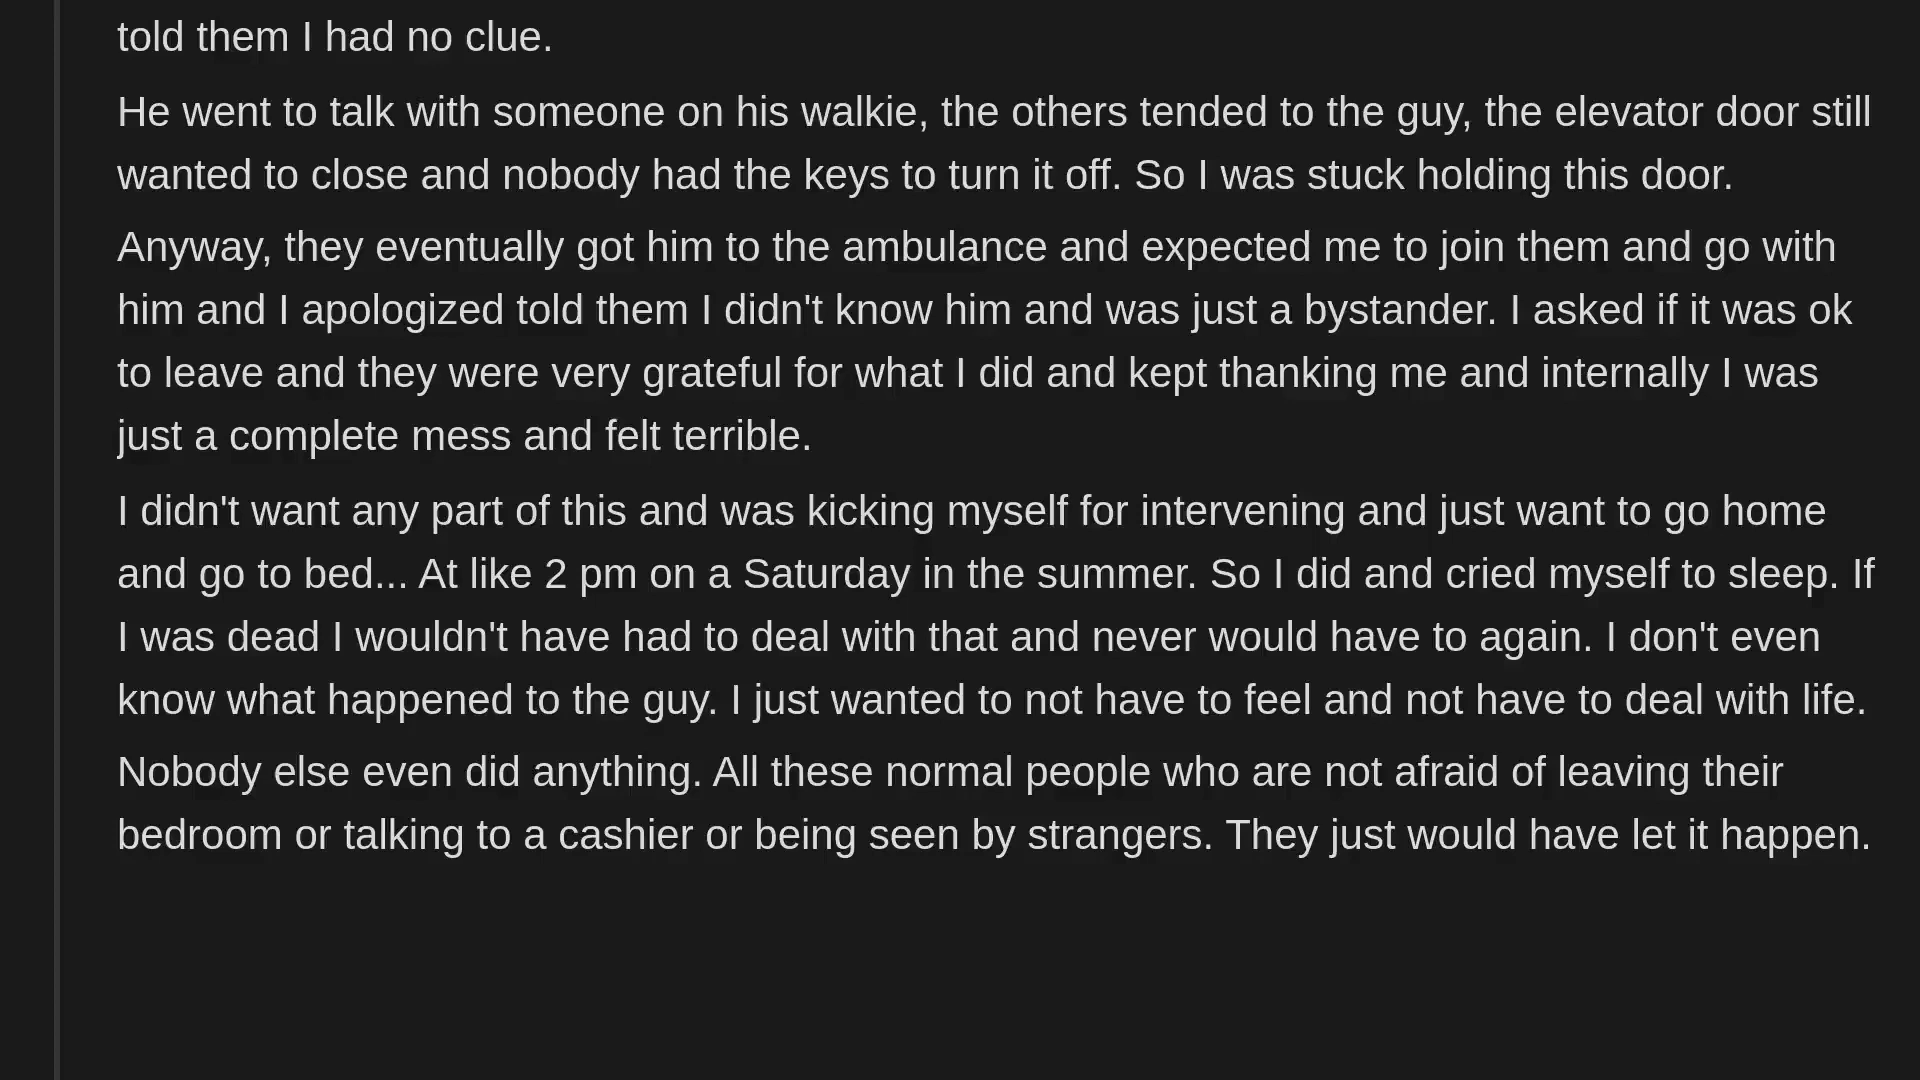 told them I had no clue.
He went to talk with someone on his walkie, the others tended to the guy, the elevator door still
wanted to close and nobody had the keys to turn it off. So I was stuck holding this door.
Anyway, they eventually got him to the ambulance and expected me to join them and go with
him and I apologized told them I didn't know him and was just a bystander. I asked if it was ok
to leave and they were very grateful for what I did and kept thanking me and internally I was
just a complete mess and felt terrible.
I didn't want any part of this and was kicking myself for intervening and just want to go home
and go to bed... At like 2 pm on a Saturday in the summer. So I did and cried myself to sleep. If
I was dead I wouldn't have had to deal with that and never would have to again. I don't even
know what happened to the guy. I just wanted to not have to feel and not have to deal with life.
Nobody else even did anything. All these normal people who are not afraid of leaving their
bedroom or talking to a cashier or being seen by strangers. They just would have let it happen.